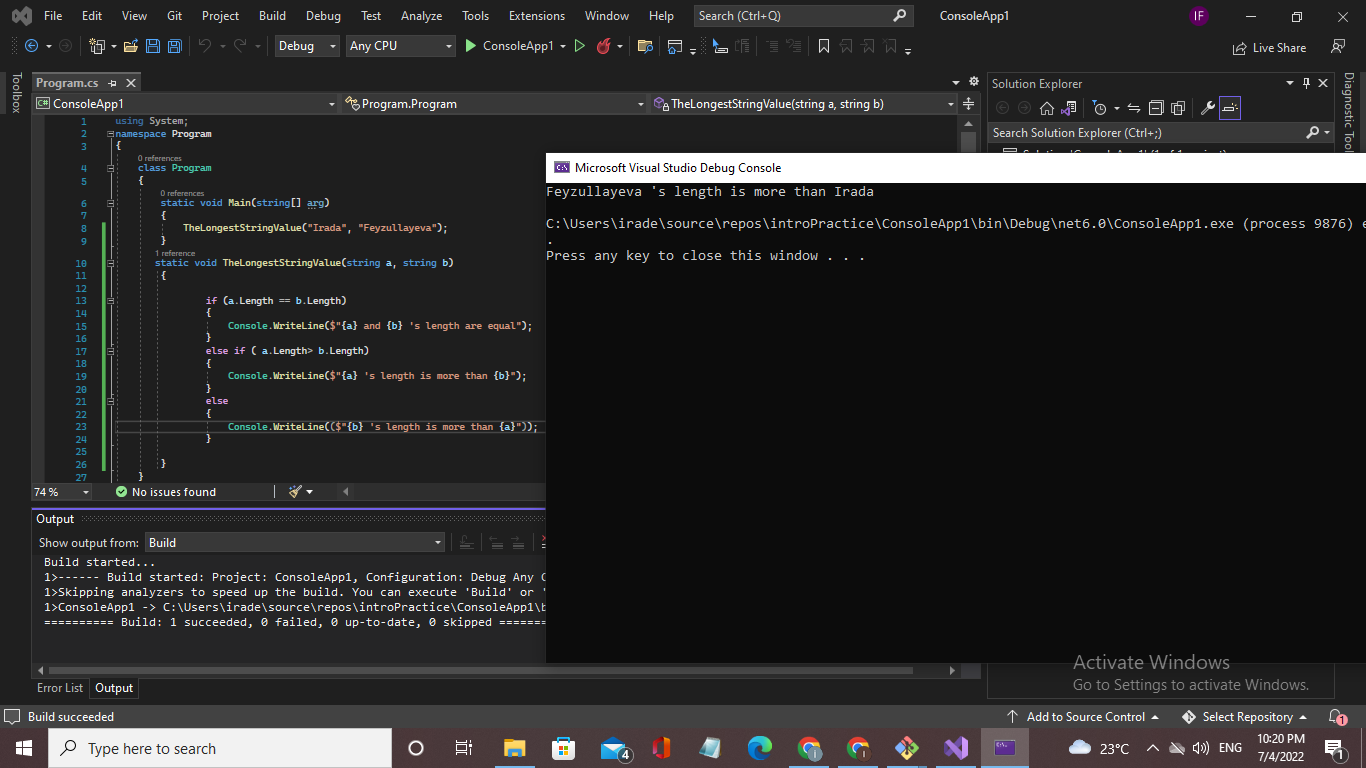 File Edit View Git Project Build Debug Test Analyze Tools Extensions Window Help Search (Ctrl+Q) ConsoleApp1 IF
Debug Any CPU ConsoleApp1 Live Share
Toolbox
Program.cs
ConsoleApp1 Program.Program TheLongestStringValue(string a, string b)
1 using System;
2 namespace Program
3 {
0 references
4 class Program
5 {
0 references
6 static void Main(string[] arg)
7 {
8 TheLongestStringValue("Irada", "Feyzullayeva");
9 }
1 reference
10 static void TheLongestStringValue(string a, string b)
11 {
12
13 if (a.Length == b.Length)
14 {
15 Console.WriteLine($"{a} and {b} 's length are equal");
16 }
17 else if ( a.Length> b.Length)
18 {
19 Console.WriteLine($"{a} 's length is more than {b}");
20 }
21 else
22 {
23 Console.WriteLine(($"{b} 's length is more than {a}"));
24 }
25
26 }
27 }
74 % No issues found
Solution Explorer
Search Solution Explorer (Ctrl+;)
Diagnostic Tool
Microsoft Visual Studio Debug Console
Feyzullayeva 's length is more than Irada
C:\Users\irade\source\repos\introPractice\ConsoleApp1\bin\Debug\net6.0\ConsoleApp1.exe (process 9876) e
.
Press any key to close this window . . .
Output
Show output from: Build
Build started...
1>------ Build started: Project: ConsoleApp1, Configuration: Debug Any C
1>Skipping analyzers to speed up the build. You can execute 'Build' or '
1>ConsoleApp1 -> C:\Users\irade\source\repos\introPractice\ConsoleApp1\b
========== Build: 1 succeeded, 0 failed, 0 up-to-date, 0 skipped =======
Error List Output
Activate Windows
Go to Settings to activate Windows.
Build succeeded Add to Source Control Select Repository 1
Type here to search 4 23°C ENG 10:20 PM 1
7/4/2022